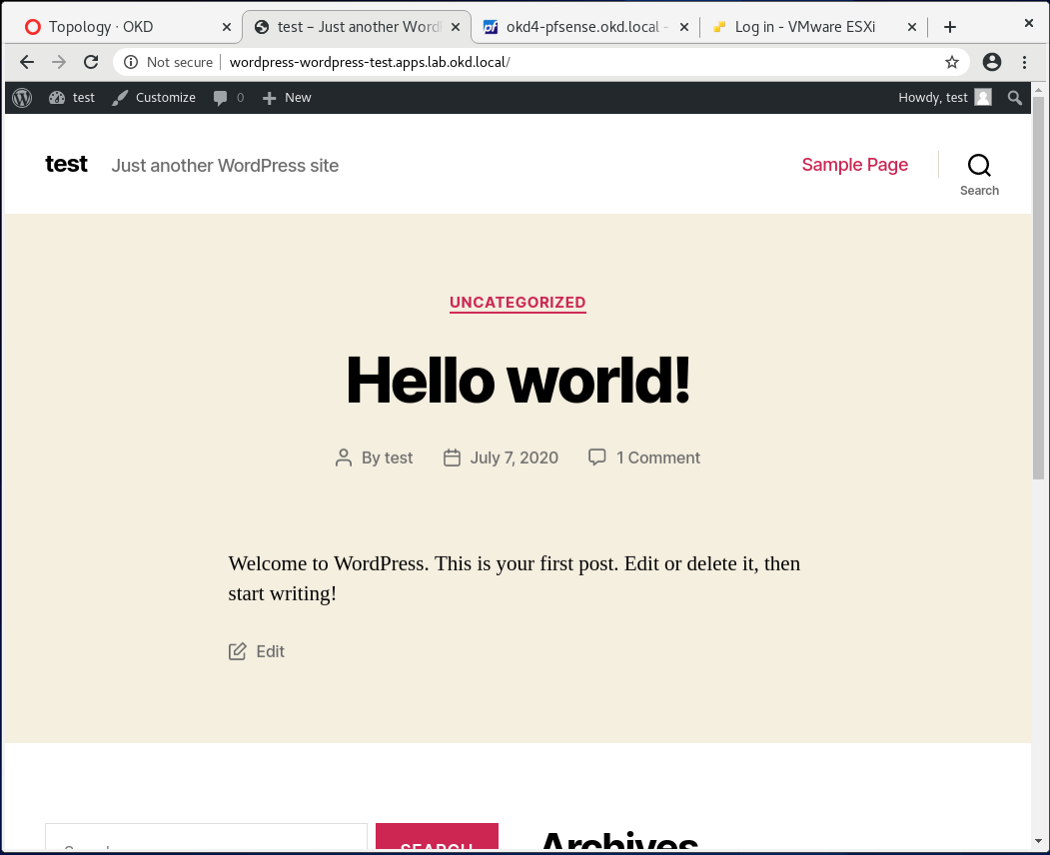 Topology · OKD
test – Just another Word
okd4-pfsense.okd.local -
Log in - VMware ESXi
Not secure
wordpress-wordpress-test.apps.lab.okd.local/
test
Customize
0
New
Howdy, test
test
Just another WordPress site
Sample Page
Search
UNCATEGORIZED
Hello world!
By test
July 7, 2020
1 Comment
Welcome to WordPress. This is your first post. Edit or delete it, then
start writing!
Edit
SEARCH
Archives